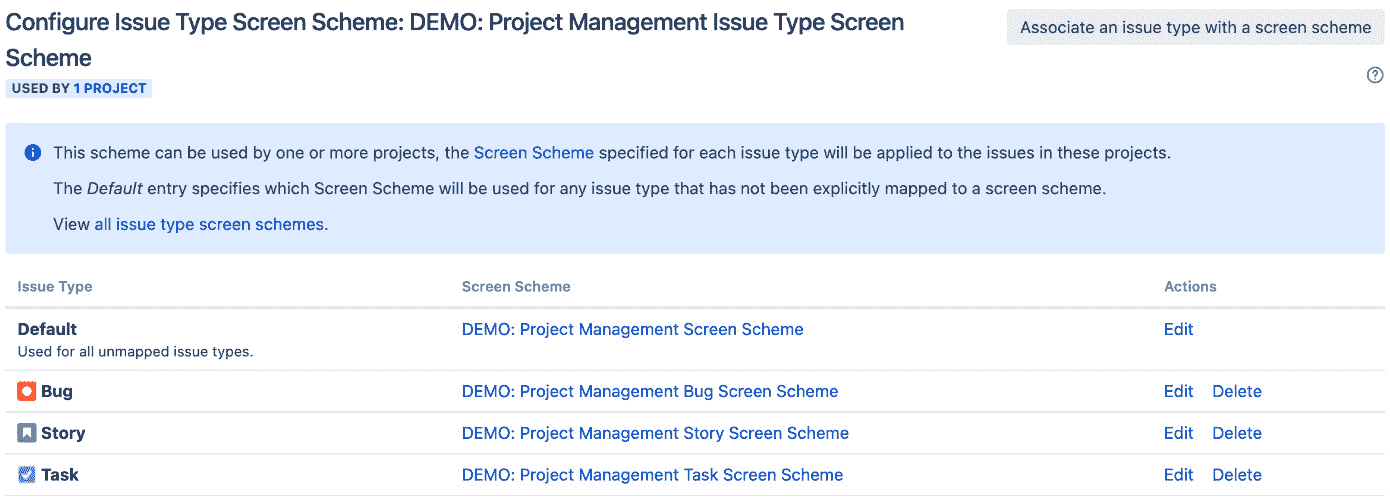 Configure Issue Type Screen Scheme: DEMO: Project Management Issue Type Screen
Scheme
Associate an issue type with a screen scheme
USED BY 1 PROJECT
This scheme can be used by one or more projects, the Screen Scheme specified for each issue type will be applied to the issues in these projects.
The Default entry specifies which Screen Scheme will be used for any issue type that has not been explicitly mapped to a screen scheme.
View all issue type screen schemes.
Issue Type Screen Scheme Actions
Default DEMO: Project Management Screen Scheme Edit
Used for all unmapped issue types.
Bug DEMO: Project Management Bug Screen Scheme Edit Delete
Story DEMO: Project Management Story Screen Scheme Edit Delete
Task DEMO: Project Management Task Screen Scheme Edit Delete